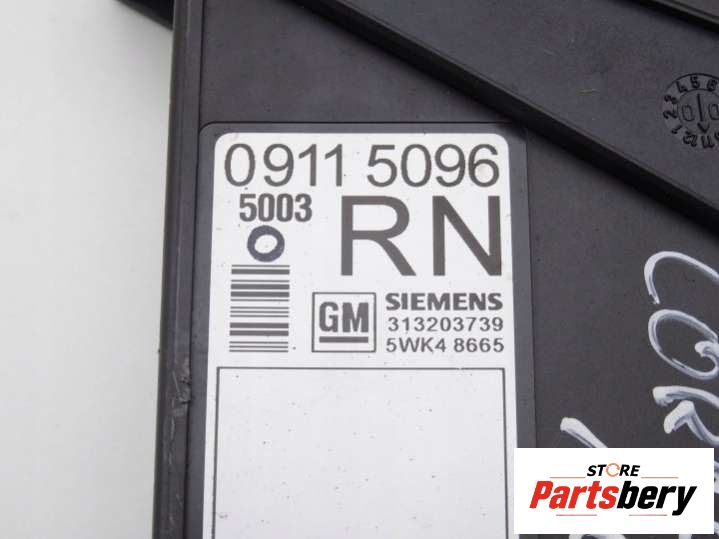 0911 5096
5003
RN
GM
SIEMENS
313203739
5WK4 8665
STORE
Partsbery